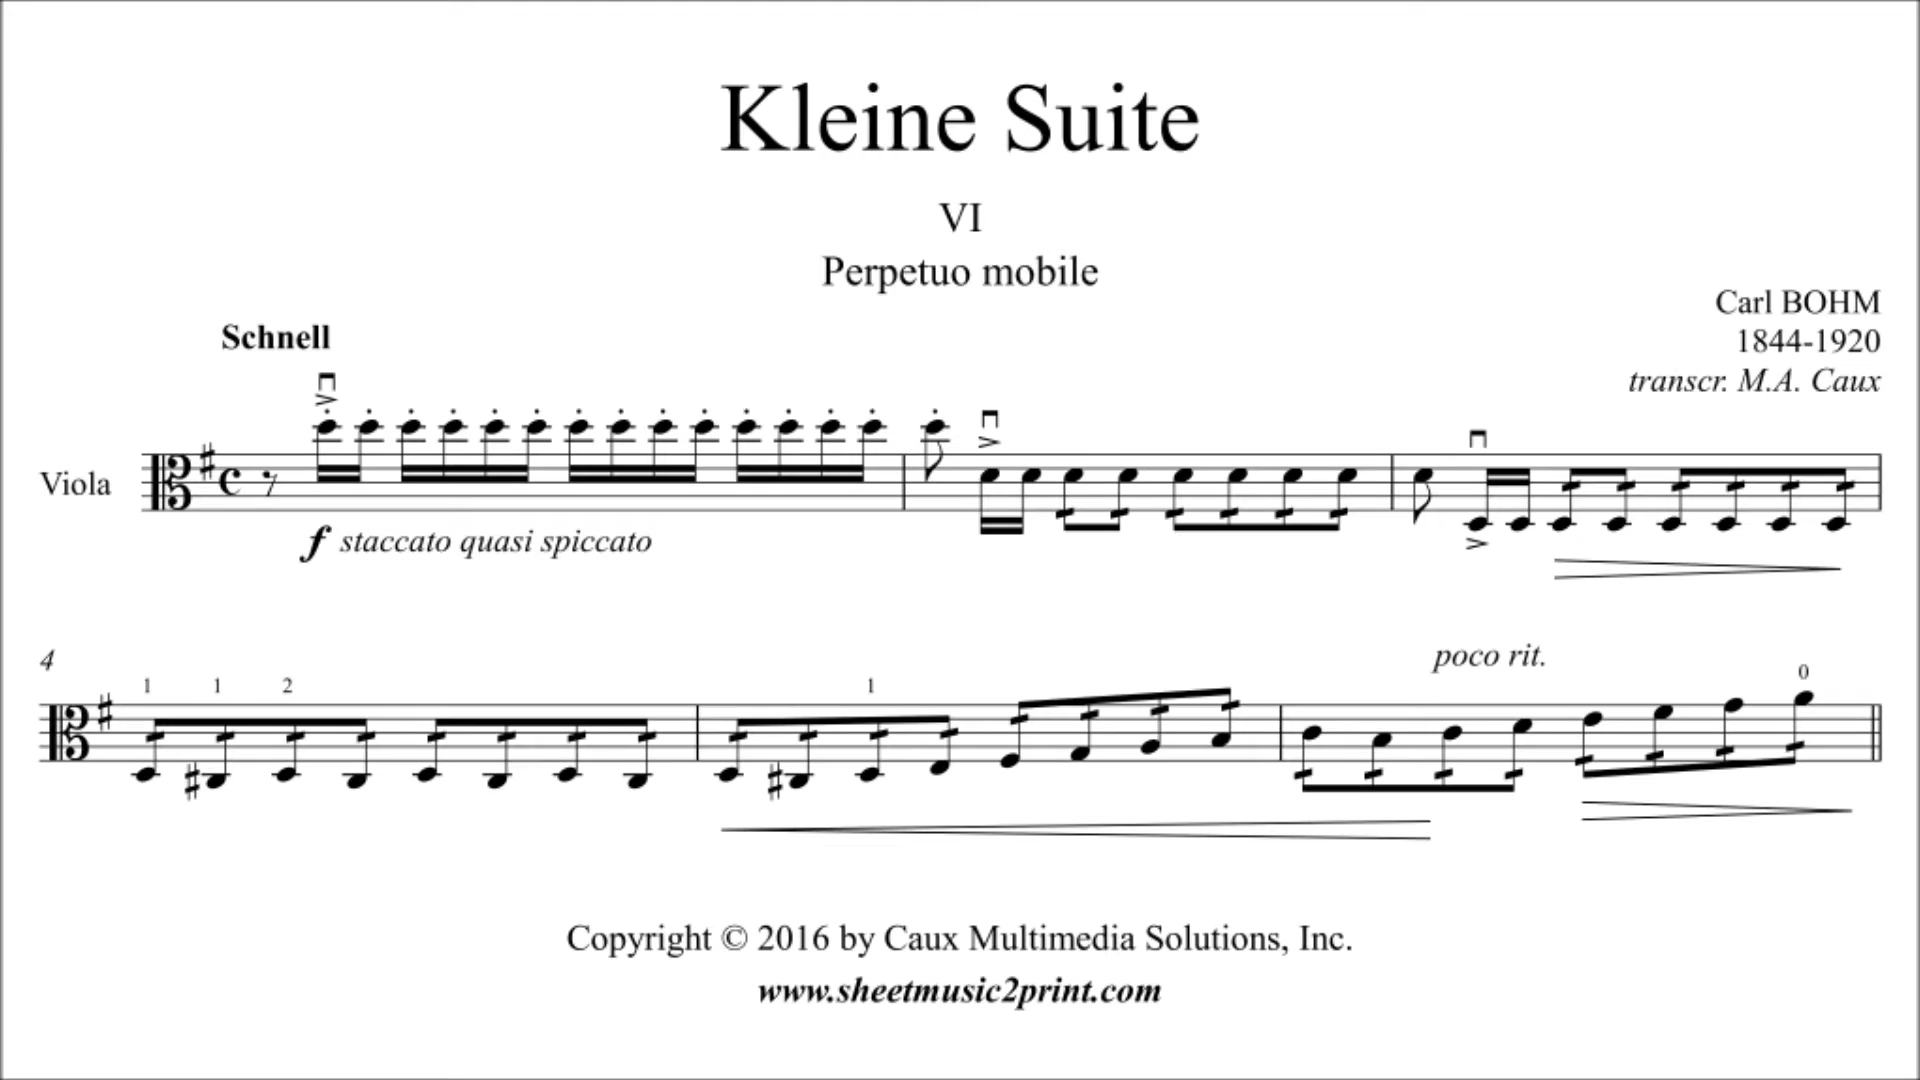 Kleine Suite
VI
Perpetuo mobile
Carl BOHM
1844-1920
transcr. M.A. Caux
Schnell
Viola
f staccato quasi spiccato
4
poco rit.
1 1 2 1 0
Copyright © 2016 by Caux Multimedia Solutions, Inc.
www.sheetmusic2print.com